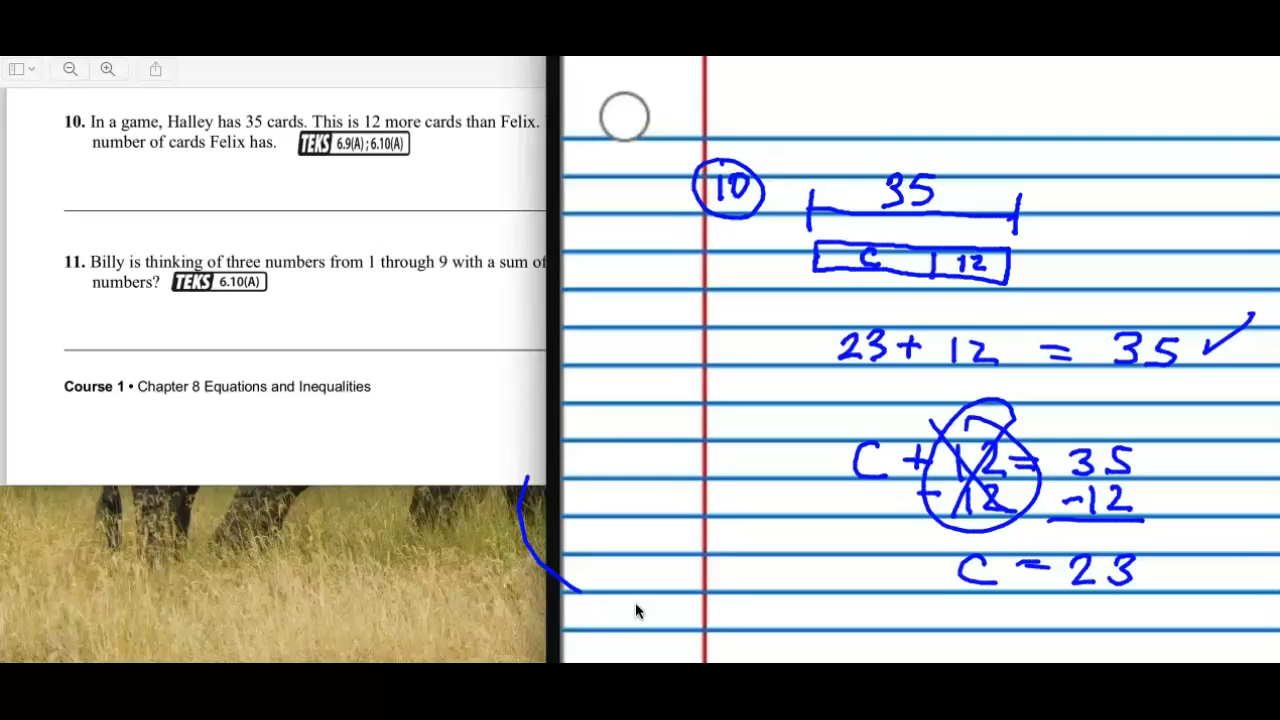 10. In a game, Halley has 35 cards. This is 12 more cards than Felix.
number of cards Felix has. TEKS 6.9(A);6.10(A)
11. Billy is thinking of three numbers from 1 through 9 with a sum of
numbers? TEKS 6.10(A)
Course 1 • Chapter 8 Equations and Inequalities
10
35
C 12
23 + 12 = 35 ✓
C + 12 = 35
- 12 -12
C = 23